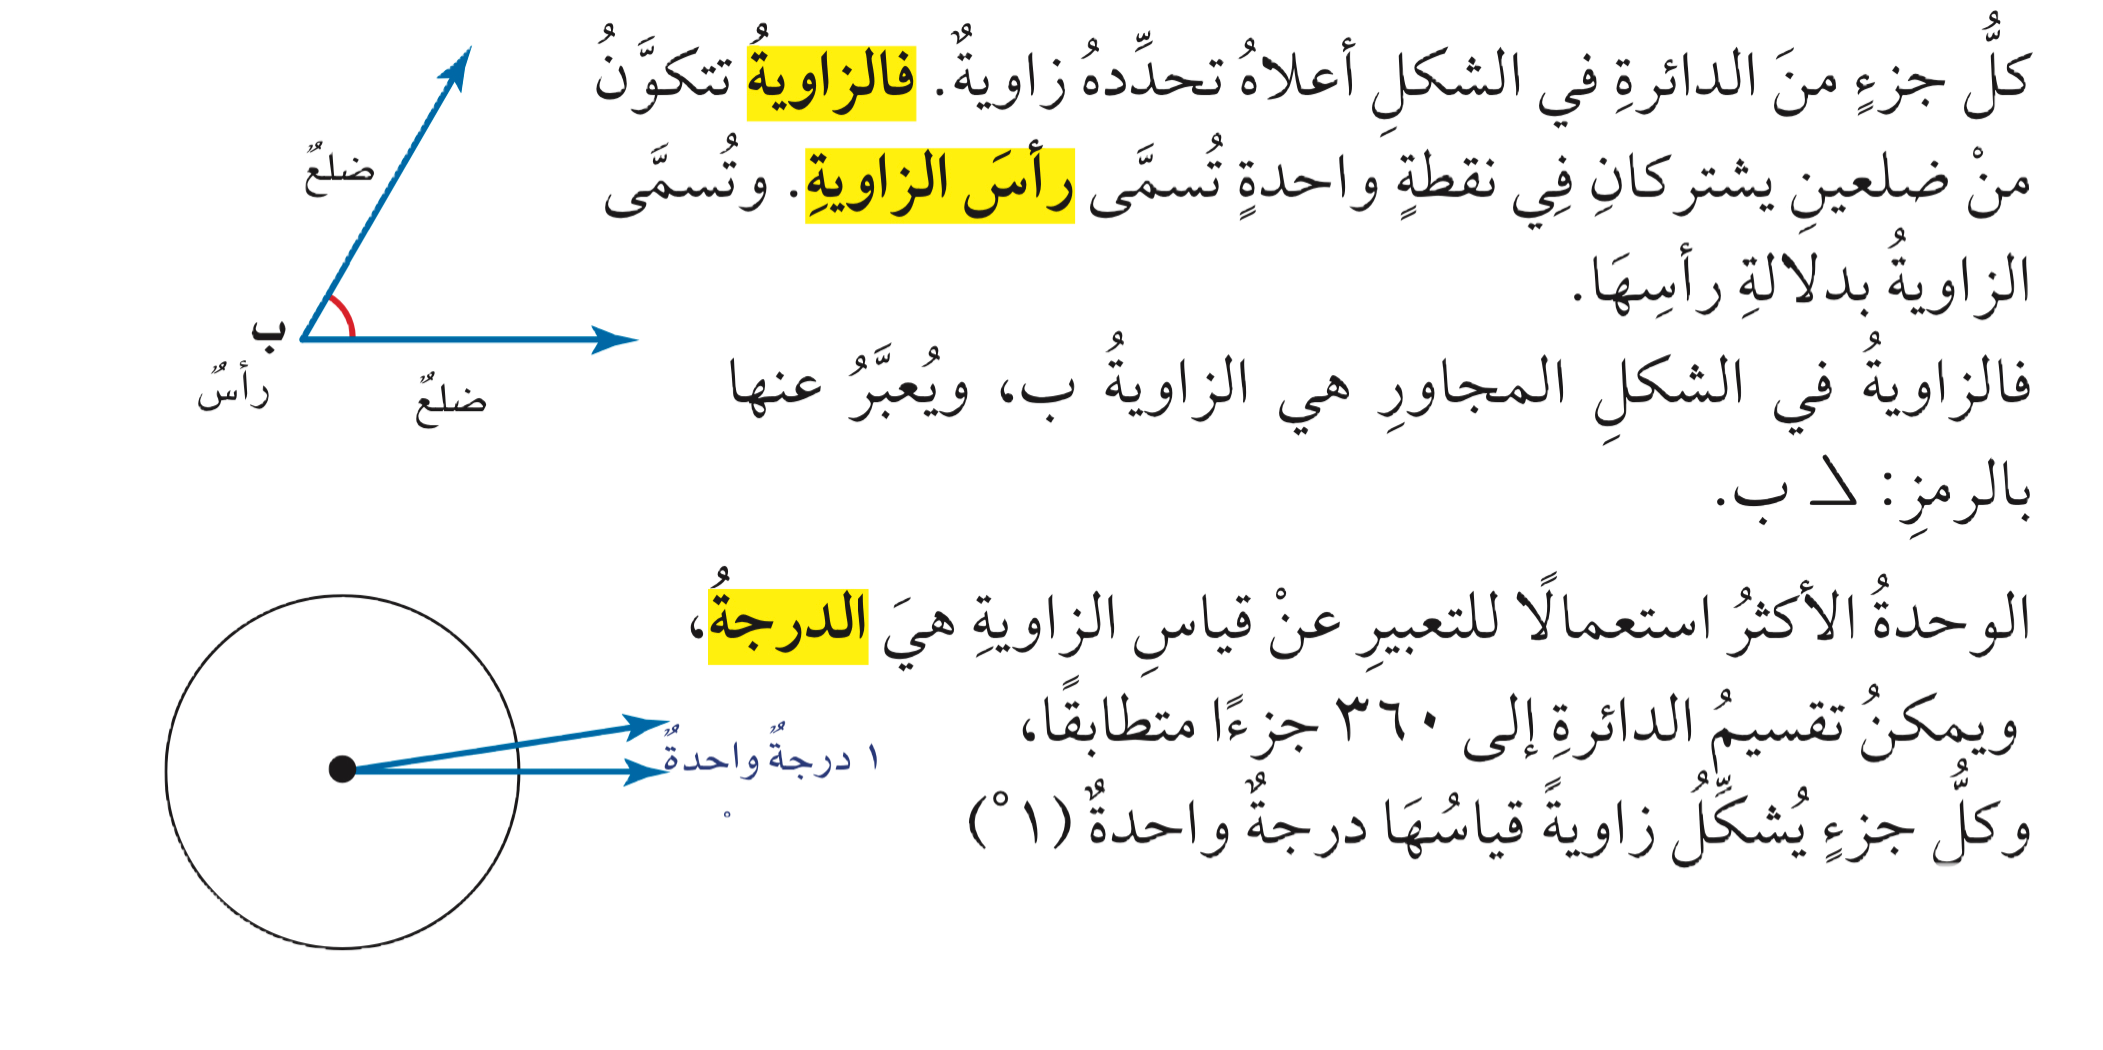 كلُّ جزءٍ منَ الدائرةِ في الشكلِ أعلاهُ تحدِّدهُ زاويةٌ. فالزاويةُ تتكوَّنُ
منْ ضلعينِ يشتركانِ فِي نقطةٍ واحدةٍ تُسمَّى رأسَ الزاويةِ. وتُسمَّى
الزاويةُ بدلالةِ رأسِهَا.
فالزاويةُ في الشكلِ المجاورِ هي الزاويةُ ب، ويُعبَّرُ عنها
بالرمزِ: ∠ ب.
ضلعٌ
ب
رأسٌ
ضلعٌ
الوحدةُ الأكثرُ استعمالًا للتعبيرِ عنْ قياسِ الزاويةِ هيَ الدرجةُ،
ويمكنُ تقسيمُ الدائرةِ إلى ٣٦٠ جزءًا متطابقًا،
وكلُّ جزءٍ يُشكِّلُ زاويةً قياسُهَا درجةٌ واحدةٌ (١°)
١ درجةٌ واحدةٌ
°